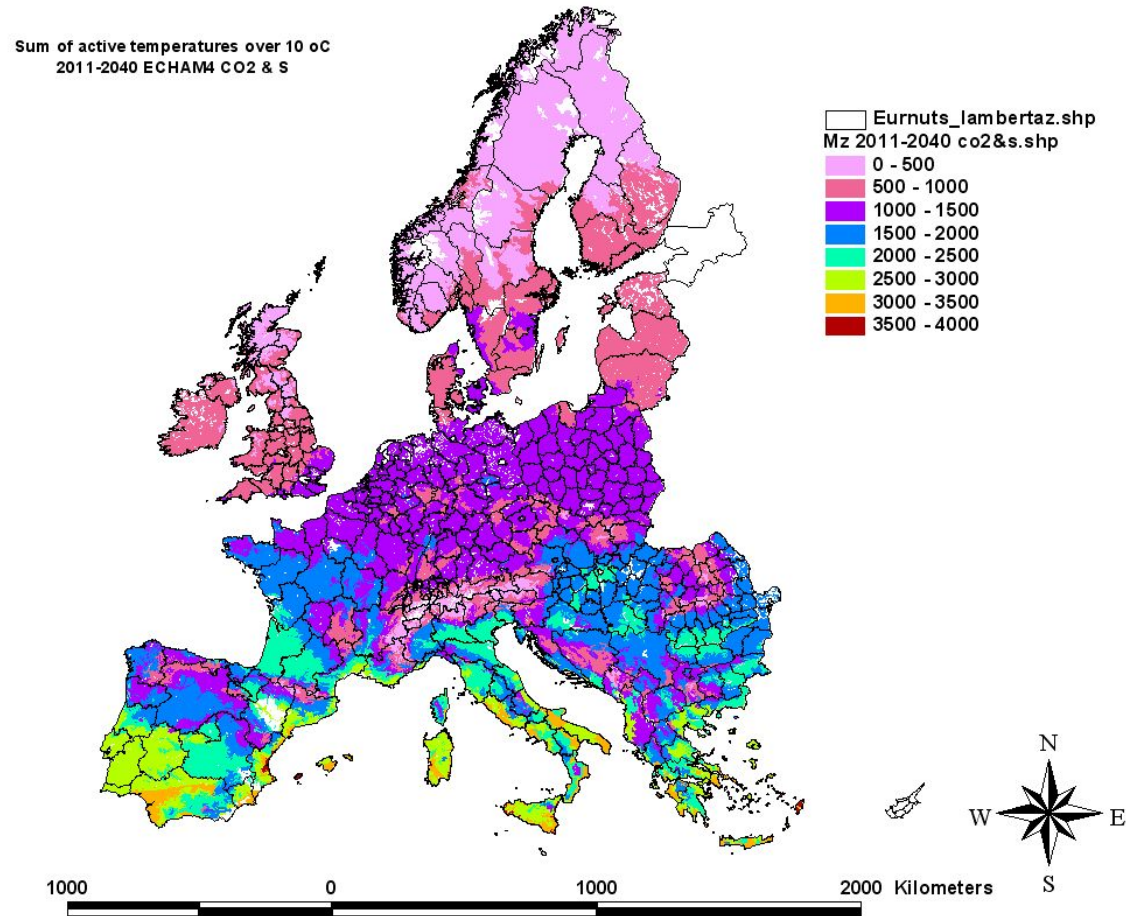 Sum of active temperatures over 10 oC
2011-2040 ECHAM4 CO2 & S
Eurnuts_lambertaz.shp
Mz 2011-2040 co2&s.shp
0 - 500
500 - 1000
1000 - 1500
1500 - 2000
2000 - 2500
2500 - 3000
3000 - 3500
3500 - 4000
N
W E
S
1000 0 1000 2000 Kilometers